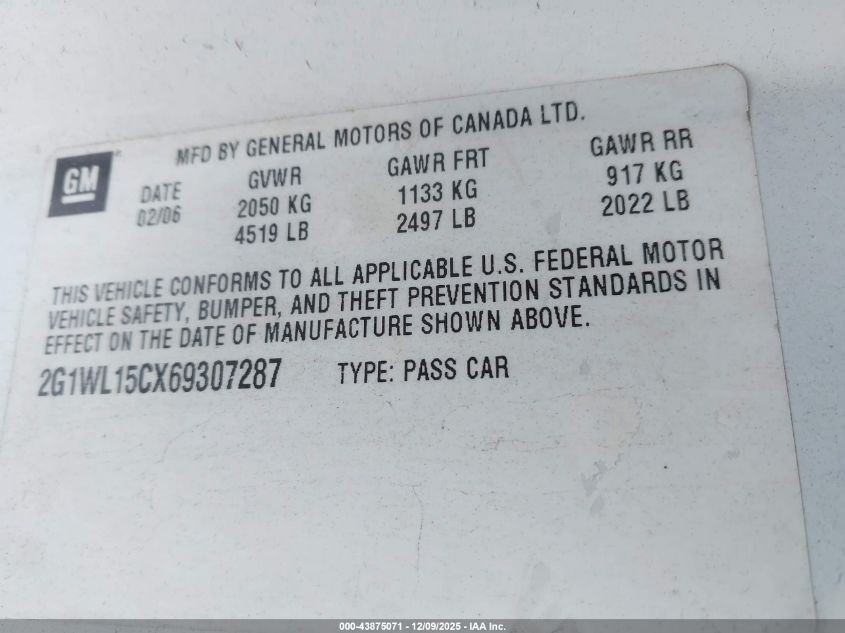 MFD BY GENERAL MOTORS OF CANADA LTD.
GM
DATE GVWR GAWR FRT GAWR RR
02/06 2050 KG 1133 KG 917 KG
4519 LB 2497 LB 2022 LB
THIS VEHICLE CONFORMS TO ALL APPLICABLE U.S. FEDERAL MOTOR
VEHICLE SAFETY, BUMPER, AND THEFT PREVENTION STANDARDS IN
EFFECT ON THE DATE OF MANUFACTURE SHOWN ABOVE.
2G1WL15CX69307287 TYPE: PASS CAR
000-43875071 - 12/09/2025 - IAA Inc.